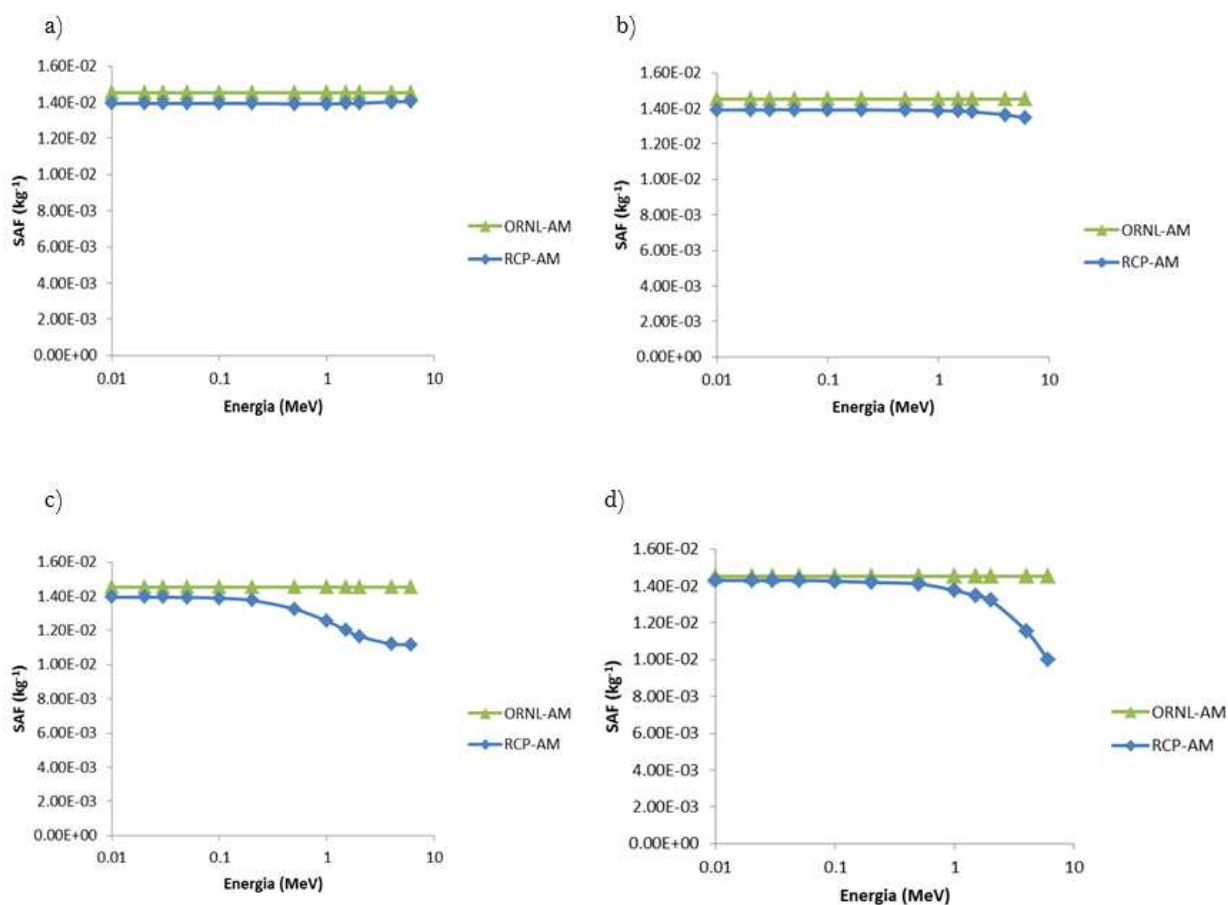 a)
1.60E-02
1.40E-02
1.20E-02
1.00E-02
8.00E-03
6.00E-03
4.00E-03
2.00E-03
0.00E+00
SAF (kg⁻¹)
0.01 0.1 1 10
Energia (MeV)
ORNL-AM
RCP-AM
b)
1.60E-02
1.40E-02
1.20E-02
1.00E-02
8.00E-03
6.00E-03
4.00E-03
2.00E-03
0.00E+00
SAF (kg⁻¹)
0.01 0.1 1 10
Energia (MeV)
ORNL-AM
RCP-AM
c)
1.60E-02
1.40E-02
1.20E-02
1.00E-02
8.00E-03
6.00E-03
4.00E-03
2.00E-03
0.00E+00
SAF (kg⁻¹)
0.01 0.1 1 10
Energia (MeV)
ORNL-AM
RCP-AM
d)
1.60E-02
1.40E-02
1.20E-02
1.00E-02
8.00E-03
6.00E-03
4.00E-03
2.00E-03
0.00E+00
SAF (kg⁻¹)
0.01 0.1 1 10
Energia (MeV)
ORNL-AM
RCP-AM